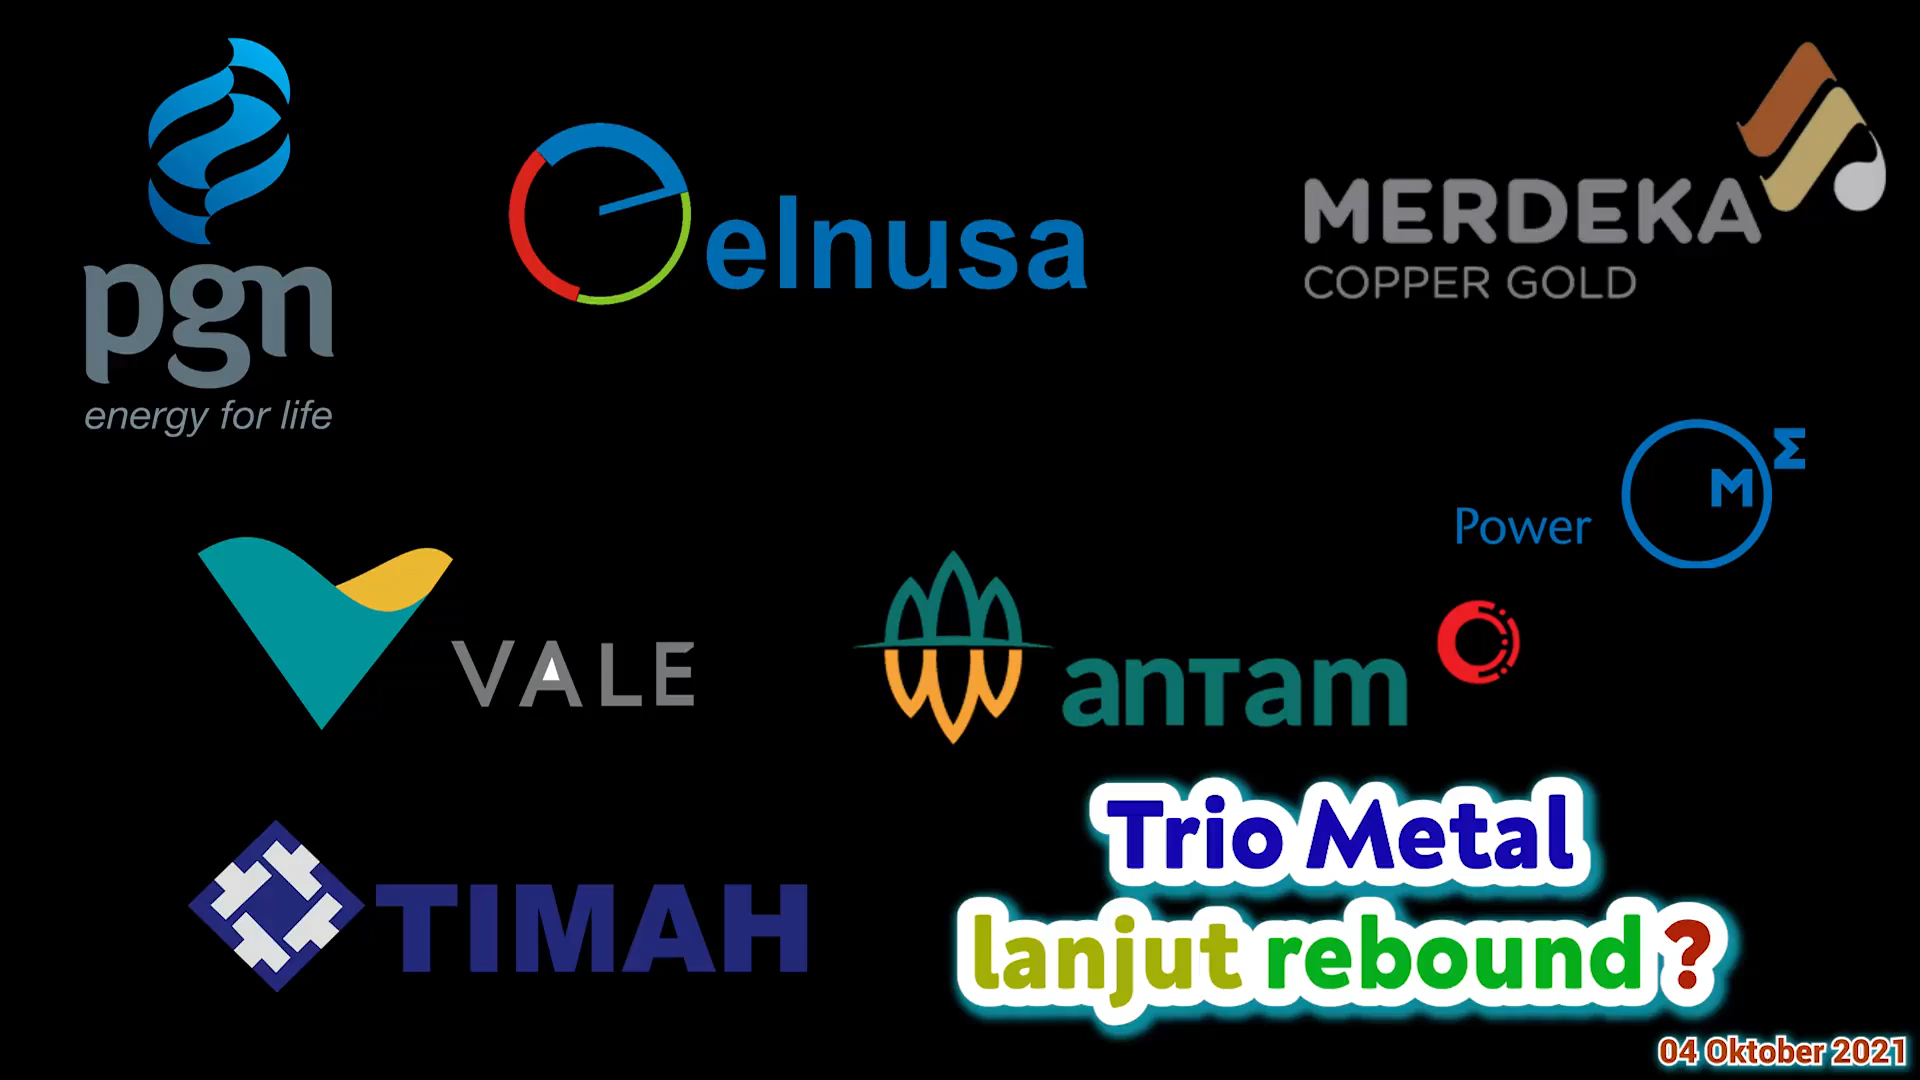 pgn
energy for life
elnusa
MERDEKA
COPPER GOLD
Power
M
VALE
anTam
TIMAH
Trio Metal
lanjut rebound ?
04 Oktober 2021